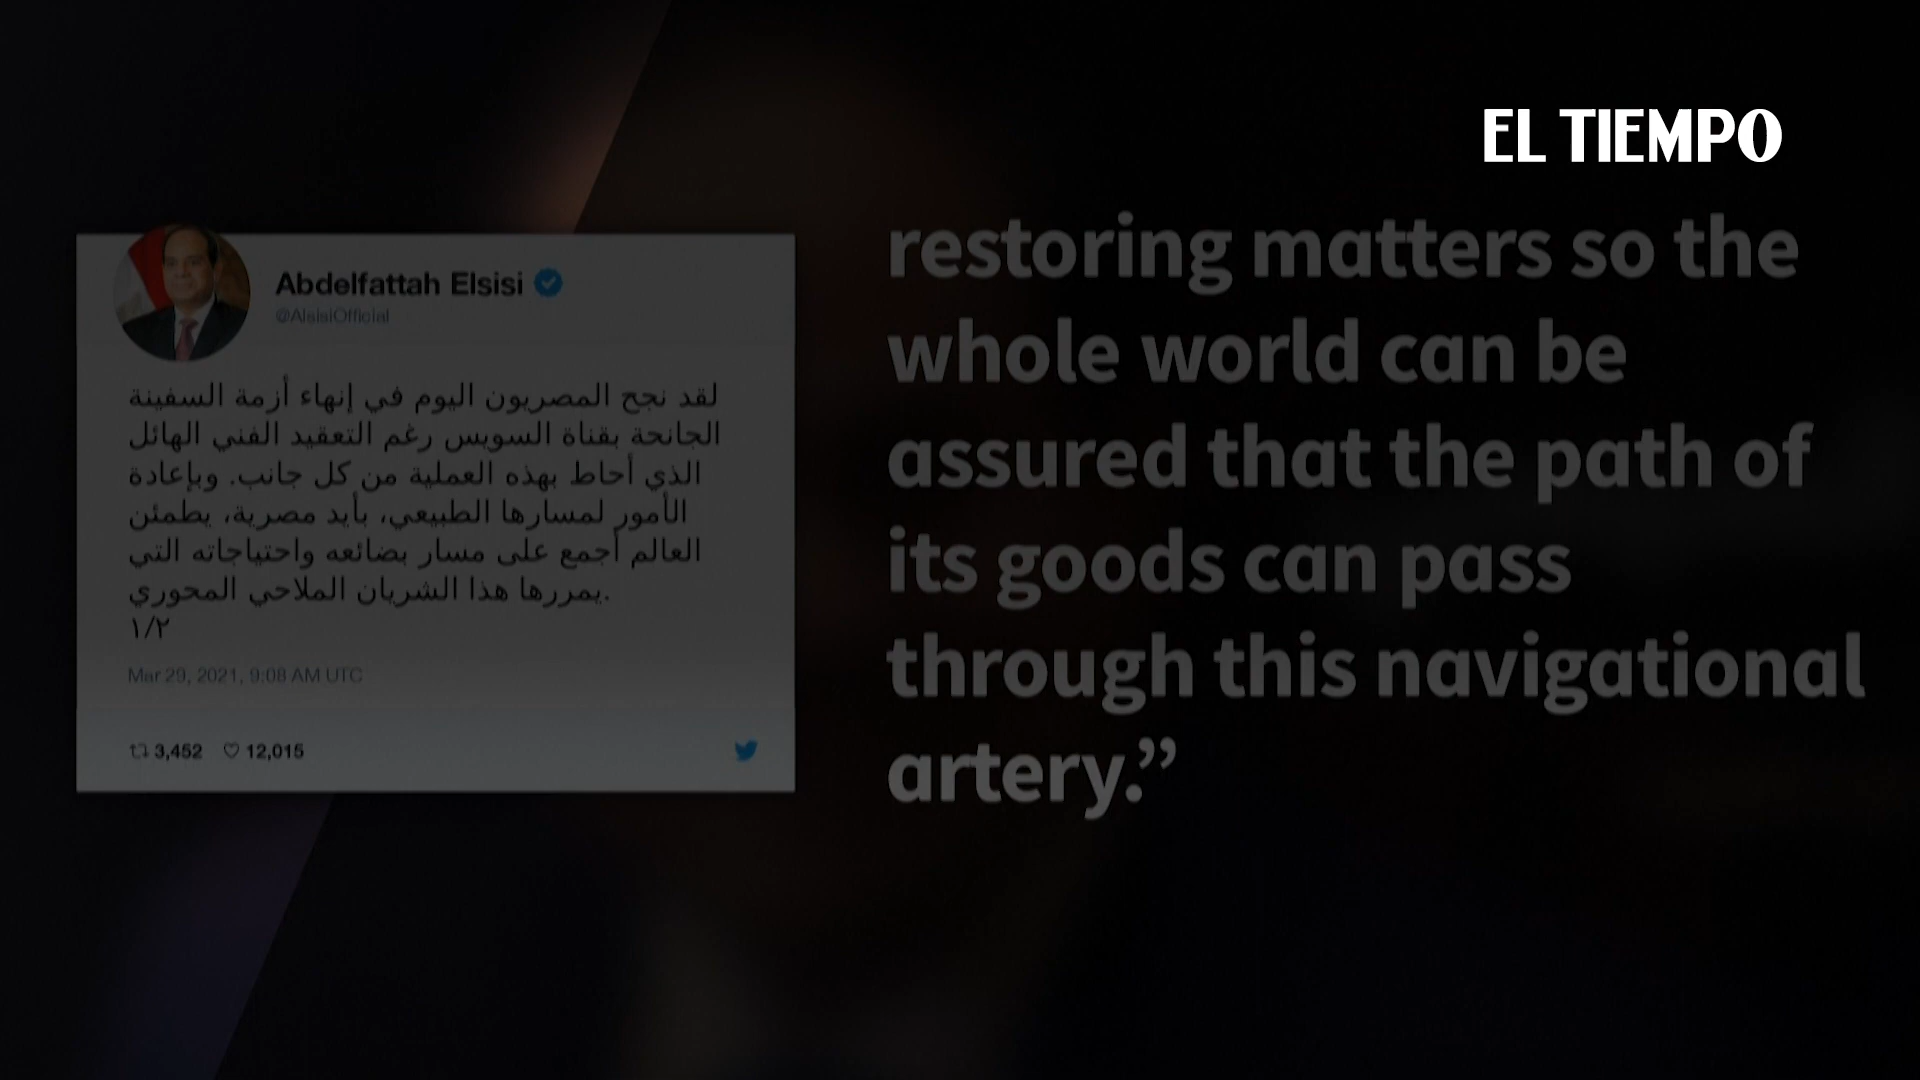 EL TIEMPO
Abdelfattah Elsisi
@AlsisiOfficial
لقد نجح المصريون اليوم في إنهاء أزمة السفينة
الجانحة بقناة السويس رغم التعقيد الفني الهائل
الذي أحاط بهذه العملية من كل جانب. وبإعادة
الأمور لمسارها الطبيعي، بأيد مصرية، يطمئن
العالم أجمع على مسار بضائعه واحتياجاته التي
يمررها هذا الشريان الملاحي المحوري.
١/٢
Mar 29, 2021, 9:08 AM UTC
3,452 12,015
restoring matters so the
whole world can be
assured that the path of
its goods can pass
through this navigational
artery.”